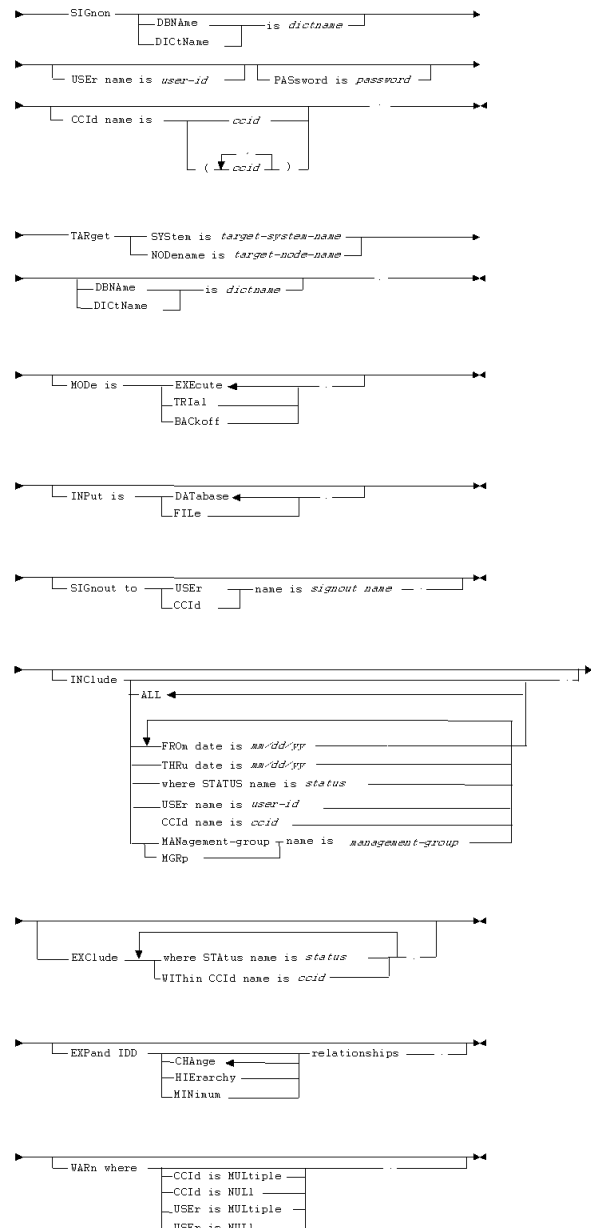 SIGnon
DBNAme
DICtName
is dictname
USEr name is user-id
PASsword is password
CCId name is
ccid
( , ccid )
.
TARget
SYStem is target-system-name
NODename is target-node-name
DBNAme
DICtName
is dictname
.
MODe is
EXEcute
TRIal
BACkoff
.
INPut is
DATabase
FILe
.
SIGnout to
USEr
CCId
name is signout name .
INClude
ALL
.
FROm date is mm/dd/yy
THRu date is mm/dd/yy
where STATUS name is status
USEr name is user-id
CCId name is ccid
MANagement-group
MGRp
name is management-group
EXClude
where STAtus name is status
WIThin CCId name is ccid
.
EXPand IDD
CHAnge
HIErarchy
MINimum
relationships .
WARn where
CCId is MULtiple
CCId is NULl
USEr is MULtiple
USEr is NULl
.